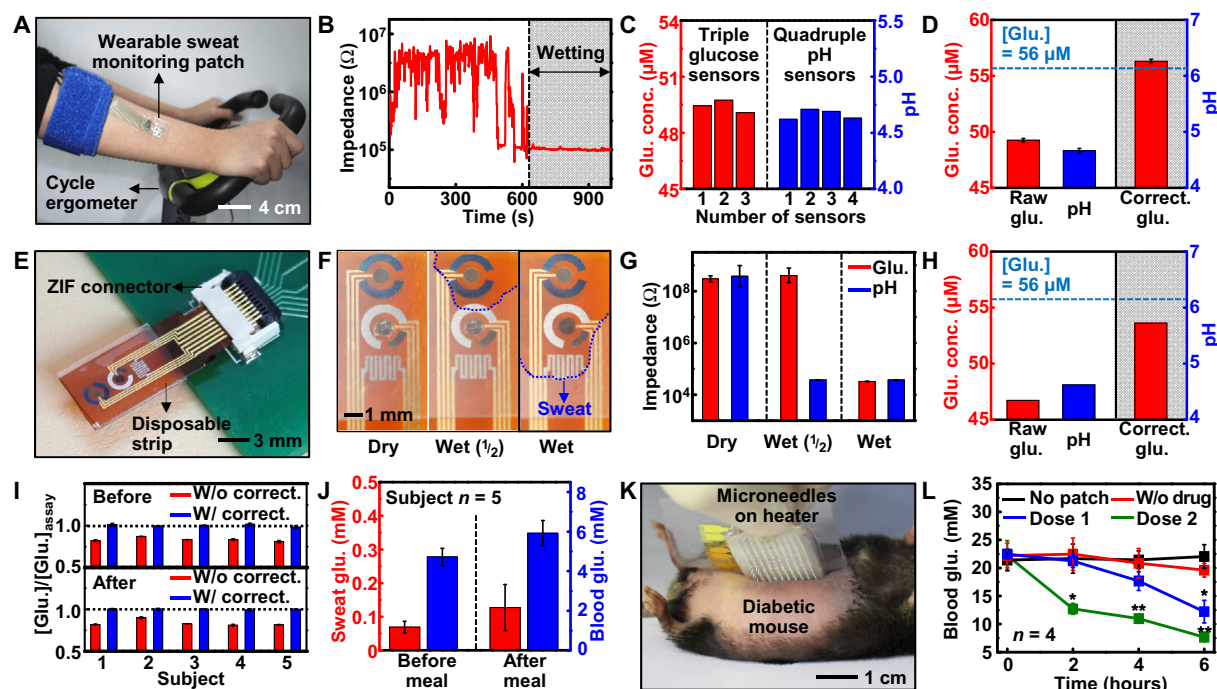 A
Wearable sweat
monitoring patch
Cycle
ergometer
4 cm
B
Impedance (Ω)
10⁷
10⁶
10⁵
Wetting
0
300
600
900
Time (s)
C
Glu. conc. (µM)
54
51
48
45
Triple
glucose
sensors
Quadruple
pH
sensors
5.0
4.5
4.0
pH
1 2 3 1 2 3 4
Number of sensors
D
Glu. conc. (µM)
60
55
50
45
[Glu.]
= 56 µM
7
6
5
4
pH
Raw
glu.
pH
Correct.
glu.
E
ZIF connector
Disposable
strip
3 mm
F
1 mm
Sweat
Dry
Wet (¹/₂)
Wet
G
Impedance (Ω)
10⁸
10⁶
10⁴
Glu.
pH
Dry
Wet (¹/₂)
Wet
H
Glu. conc. (µM)
60
55
50
45
[Glu.]
= 56 µM
7
6
5
4
pH
Raw
glu.
pH
Correct.
glu.
I
[Glu.]/[Glu.]assay
Before
W/o correct.
W/ correct.
1.0
0.5
After
W/o correct.
W/ correct.
1.0
0.5
1 2 3 4 5
Subject
J
Sweat glu. (mM)
0.5
0.4
0.3
0.2
0.1
0
Subject n = 5
8
6
4
2
0
Blood glu. (mM)
Before
meal
After
meal
K
Microneedles
on heater
Diabetic
mouse
1 cm
L
Blood glu. (mM)
35
30
25
20
15
10
5
No patch
W/o drug
Dose 1
Dose 2
*
**
*
**
n = 4
0 2 4 6
Time (hours)